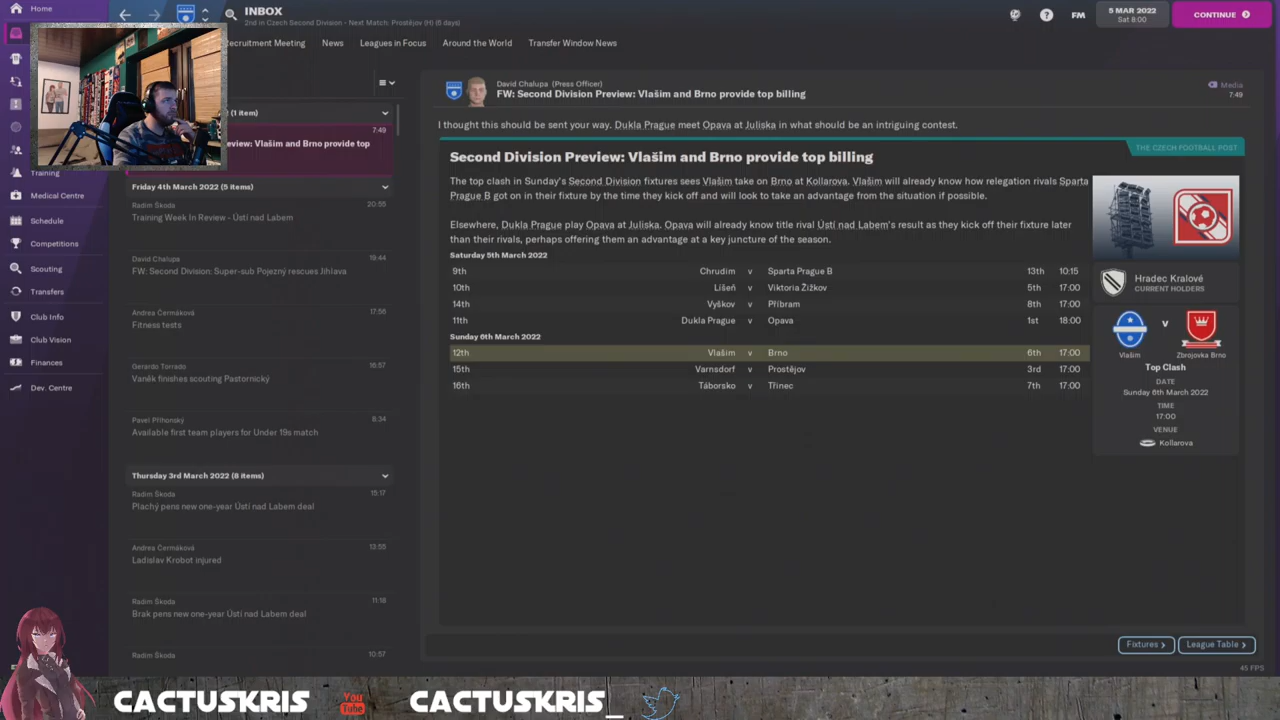 Home
INBOX
2nd in Czech Second Division - Next Match: Prostějov (H) (6 days)
FM
5 MAR 2022
Sat 8:00
CONTINUE
Recruitment Meeting
News
Leagues in Focus
Around the World
Transfer Window News
Training
Medical Centre
Schedule
Competitions
Scouting
Transfers
Club Info
Club Vision
Finances
Dev. Centre
(1 item)
7:49
view: Vlašim and Brno provide top
Friday 4th March 2022 (5 items)
Radim Škoda
20:55
Training Week In Review - Ústí nad Labem
David Chalupa
19:44
FW: Second Division: Super-sub Pojezný rescues Jihlava
Andrea Čermáková
17:56
Fitness tests
Gerardo Torrado
16:57
Vaněk finishes scouting Pastornický
Pavel Příhonský
8:34
Available first team players for Under 19s match
Thursday 3rd March 2022 (8 items)
Radim Škoda
15:17
Plachý pens new one-year Ústí nad Labem deal
Andrea Čermáková
13:55
Ladislav Krobot injured
Radim Škoda
11:18
Brak pens new one-year Ústí nad Labem deal
Radim Škoda
10:57
David Chalupa (Press Officer)
FW: Second Division Preview: Vlašim and Brno provide top billing
Media
7:49
I thought this should be sent your way. Dukla Prague meet Opava at Juliska in what should be an intriguing contest.
THE CZECH FOOTBALL POST
Second Division Preview: Vlašim and Brno provide top billing
The top clash in Sunday's Second Division fixtures sees Vlašim take on Brno at Kollarova. Vlašim will already know how relegation rivals Sparta
Prague B got on in their fixture by the time they kick off and will look to take an advantage from the situation if possible.
Elsewhere, Dukla Prague play Opava at Juliska. Opava will already know title rival Ústí nad Labem's result as they kick off their fixture later
than their rivals, perhaps offering them an advantage at a key juncture of the season.
Saturday 5th March 2022
9th Chrudim v Sparta Prague B 13th 10:15
10th Líšeň v Viktoria Žižkov 5th 17:00
14th Vyškov v Příbram 8th 17:00
11th Dukla Prague v Opava 1st 18:00
Sunday 6th March 2022
12th Vlašim v Brno 6th 17:00
15th Varnsdorf v Prostějov 3rd 17:00
16th Táborsko v Třinec 7th 17:00
Hradec Kralové
CURRENT HOLDERS
v
Vlašim
Zbrojovka Brno
Top Clash
DATE
Sunday 6th March 2022
TIME
17:00
VENUE
Kollarova
Fixtures
League Table
45 FPS
CACTUSKRIS
You
Tube
CACTUSKRIS_